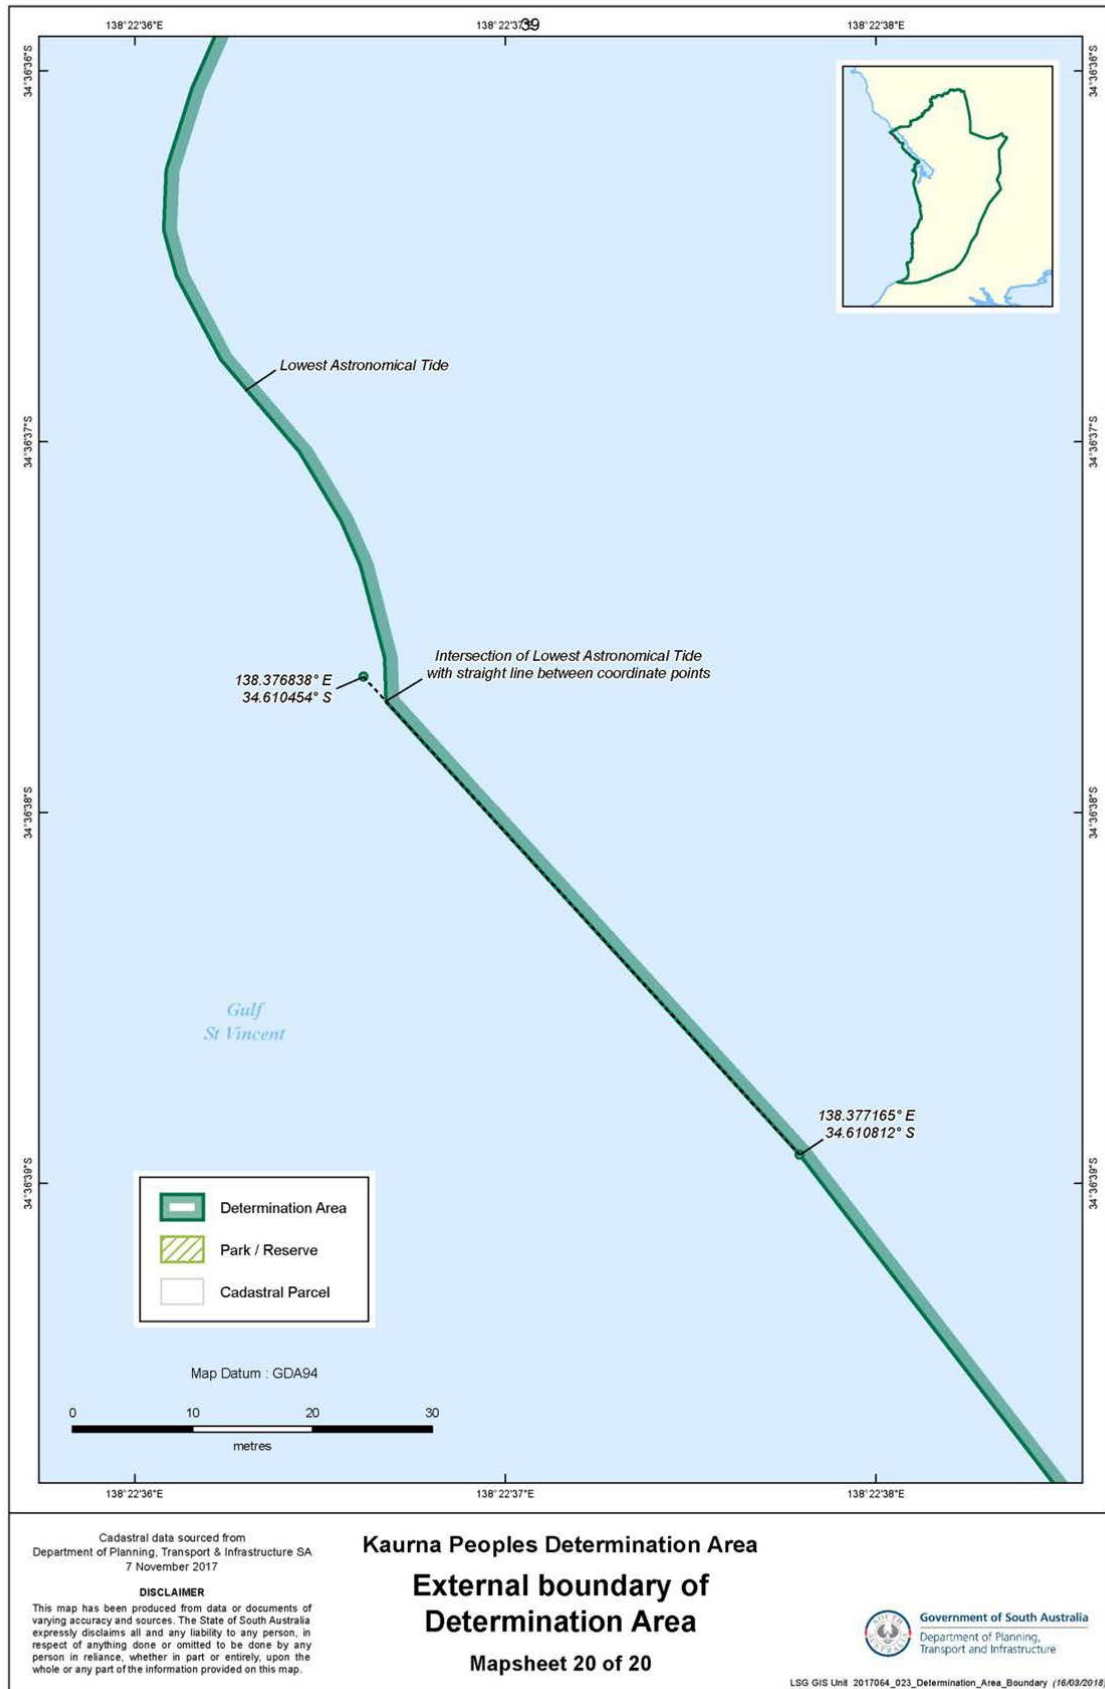 39
138°22'36"E
138°22'37"E
138°22'38"E
34°36'36"S
34°36'36"S
Lowest Astronomical Tide
34°36'37"S
34°36'37"S
Intersection of Lowest Astronomical Tide
with straight line between coordinate points
138.376838° E
34.610454° S
34°36'38"S
34°36'38"S
Gulf
St Vincent
138.377165° E
34.610812° S
34°36'39"S
34°36'39"S
Determination Area
Park / Reserve
Cadastral Parcel
Map Datum : GDA94
0 10 20 30
metres
138°22'36"E
138°22'37"E
138°22'38"E
Cadastral data sourced from
Department of Planning, Transport & Infrastructure SA
7 November 2017
DISCLAIMER
This map has been produced from data or documents of
varying accuracy and sources. The State of South Australia
expressly disclaims all and any liability to any person, in
respect of anything done or omitted to be done by any
person in reliance, whether in part or entirely, upon the
whole or any part of the information provided on this map.
Kaurna Peoples Determination Area
External boundary of
Determination Area
Mapsheet 20 of 20
SOUTH
AUSTRALIA
Government of South Australia
Department of Planning,
Transport and Infrastructure
LSG GIS Unit 2017064_023_Determination_Area_Boundary (16/03/2018)